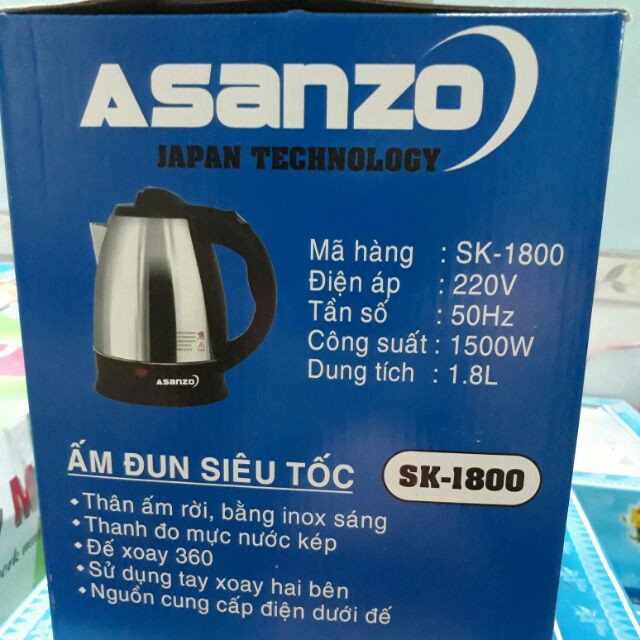 Asanzo
JAPAN TECHNOLOGY
Mã hàng : SK-1800
Điện áp : 220V
Tần số : 50Hz
Công suất : 1500W
Dung tích : 1.8L
Asanzo
ẤM ĐUN SIÊU TỐC SK-1800
•Thân ấm rời, bằng inox sáng
•Thanh đo mực nước kép
•Đế xoay 360
•Sử dụng tay xoay hai bên
•Nguồn cung cấp điện dưới đế